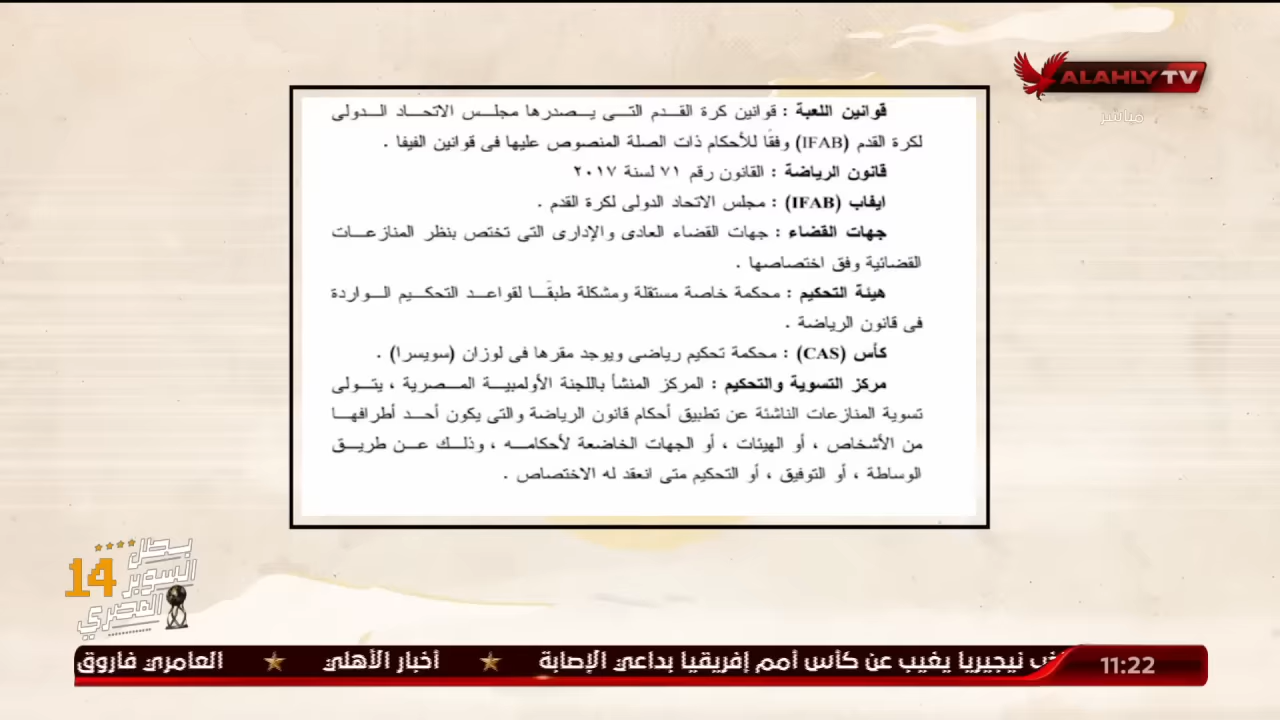 ALAHLY TV
مباشر
قوانين اللعبة : قوانين كرة القدم التى يصدرها مجلس الاتحاد الدولى
لكرة القدم (IFAB) وفقًا للأحكام ذات الصلة المنصوص عليها فى قوانين الفيفا .
قانون الرياضة : القانون رقم ٧١ لسنة ٢٠١٧
ايفاب (IFAB) : مجلس الاتحاد الدولى لكرة القدم .
جهات القضاء : جهات القضاء العادى والإدارى التى تختص بنظر المنازعات
القضائية وفق اختصاصها .
هيئة التحكيم : محكمة خاصة مستقلة ومشكلة طبقًا لقواعد التحكيم الواردة
فى قانون الرياضة .
كأس (CAS) : محكمة تحكيم رياضى ويوجد مقرها فى لوزان (سويسرا) .
مركز التسوية والتحكيم : المركز المنشأ باللجنة الأولمبية المصرية ، يتولى
تسوية المنازعات الناشئة عن تطبيق أحكام قانون الرياضة والتى يكون أحد أطرافها
من الأشخاص ، أو الهيئات ، أو الجهات الخاضعة لأحكامه ، وذلك عن طريق
الوساطة ، أو التوفيق ، أو التحكيم متى انعقد له الاختصاص .
بطل
السوبر 14
المصري
11:22
نيجيريا يغيب عن كأس أمم إفريقيا بداعي الإصابة ★ أخبار الأهلي ★ العامري فاروق